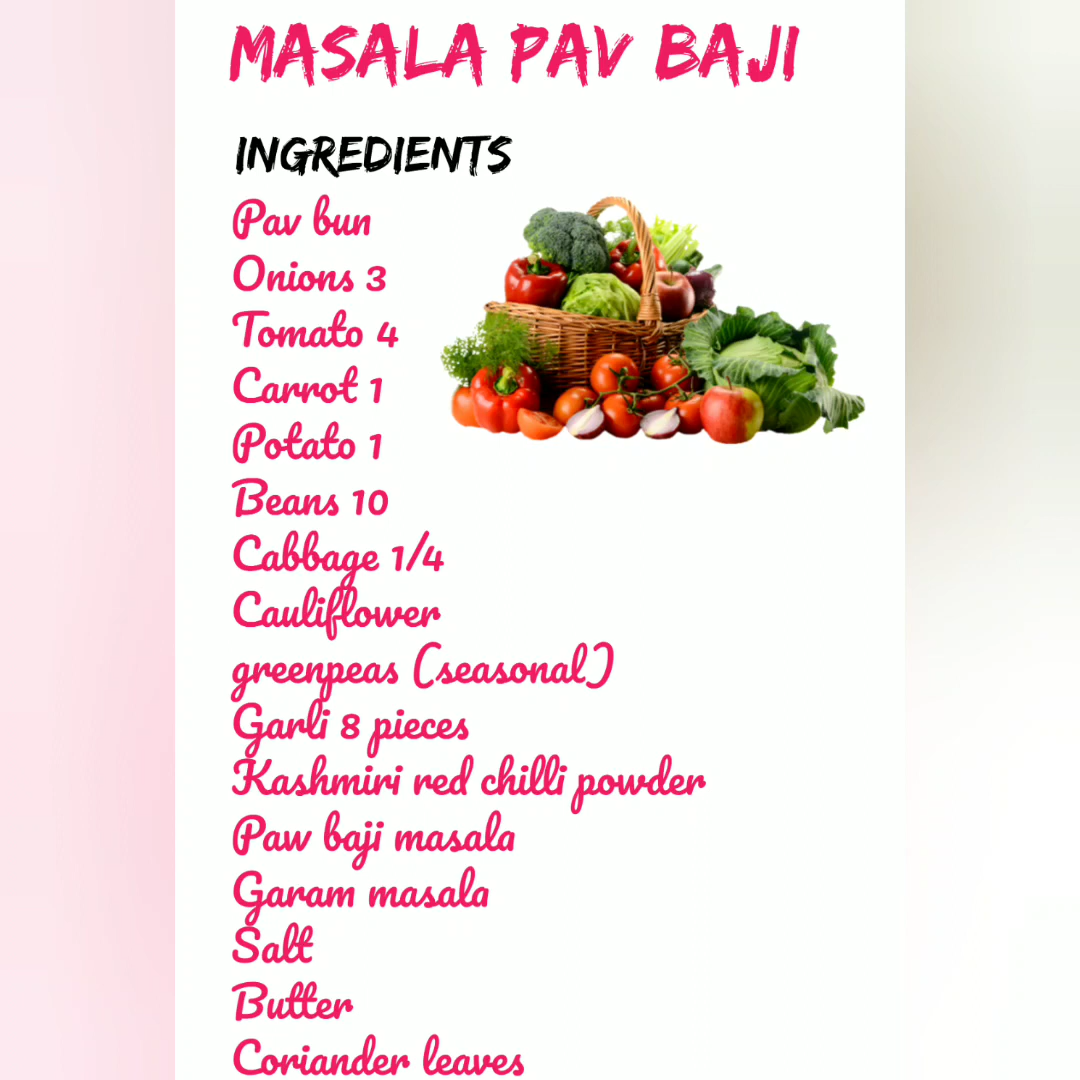 MASALA PAV BAJI
INGREDIENTS
Pav bun
Onions 3
Tomato 4
Carrot 1
Potato 1
Beans 10
Cabbage 1/4
Cauliflower
greenpeas (seasonal)
Garli 8 pieces
Kashmiri red chilli powder
Paw baji masala
Garam masala
Salt
Butter
Coriander leaves